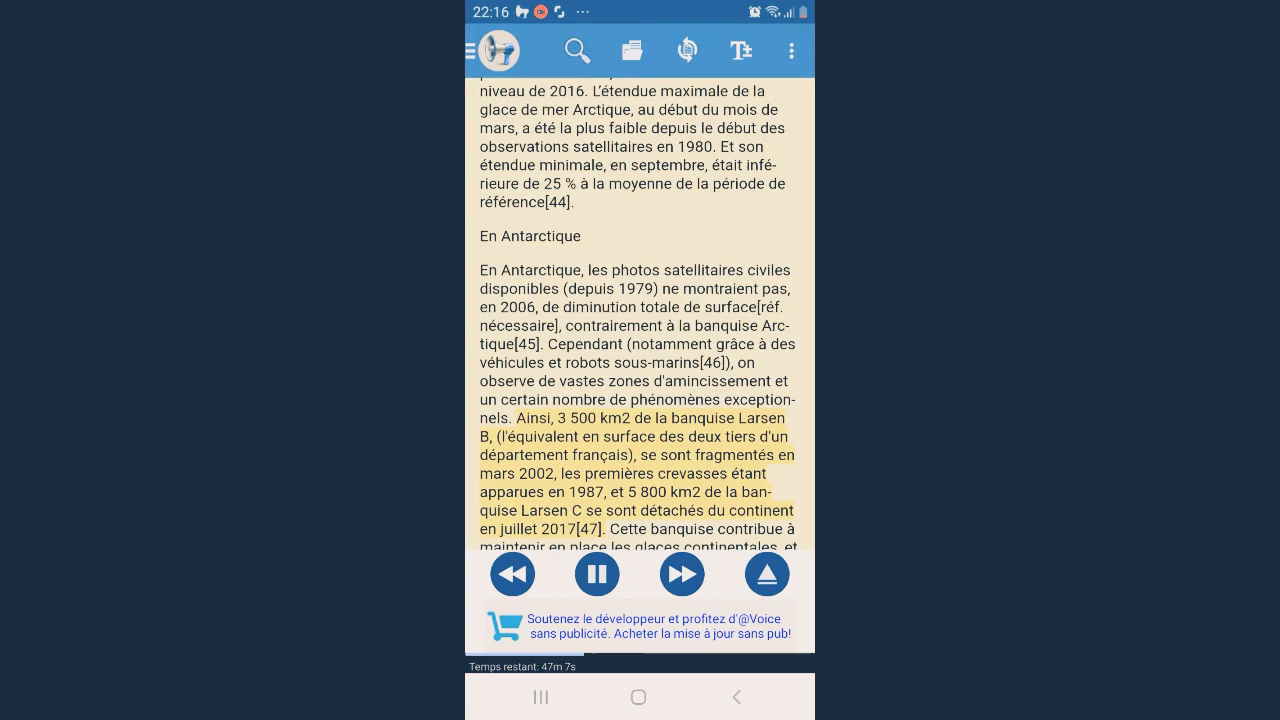 22:16
niveau de 2016. L'étendue maximale de la
glace de mer Arctique, au début du mois de
mars, a été la plus faible depuis le début des
observations satellitaires en 1980. Et son
étendue minimale, en septembre, était infé-
rieure de 25 % à la moyenne de la période de
référence[44].
En Antarctique
En Antarctique, les photos satellitaires civiles
disponibles (depuis 1979) ne montraient pas,
en 2006, de diminution totale de surface[réf.
nécessaire], contrairement à la banquise Arc-
tique[45]. Cependant (notamment grâce à des
véhicules et robots sous-marins[46]), on
observe de vastes zones d'amincissement et
un certain nombre de phénomènes exception-
nels. Ainsi, 3 500 km2 de la banquise Larsen
B, (l'équivalent en surface des deux tiers d'un
département français), se sont fragmentés en
mars 2002, les premières crevasses étant
apparues en 1987, et 5 800 km2 de la ban-
quise Larsen C se sont détachés du continent
en juillet 2017[47]. Cette banquise contribue à
maintenir en place les glaces continentales, et
Soutenez le développeur et profitez d'@Voice
sans publicité. Acheter la mise à jour sans pub!
Temps restant: 47m 7s